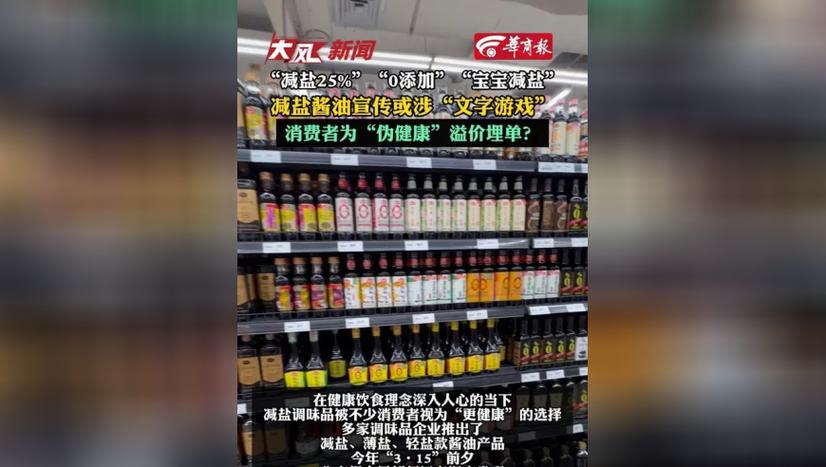 大风新闻
華商報
“减盐25%”“0添加”“宝宝减盐”
减盐酱油宣传或涉“文字游戏”
消费者为“伪健康”溢价埋单？
在健康饮食理念深入人心的当下
减盐调味品被不少消费者视为“更健康”的选择
多家调味品企业推出了
减盐、薄盐、轻盐款酱油产品
今年“3·15”前夕